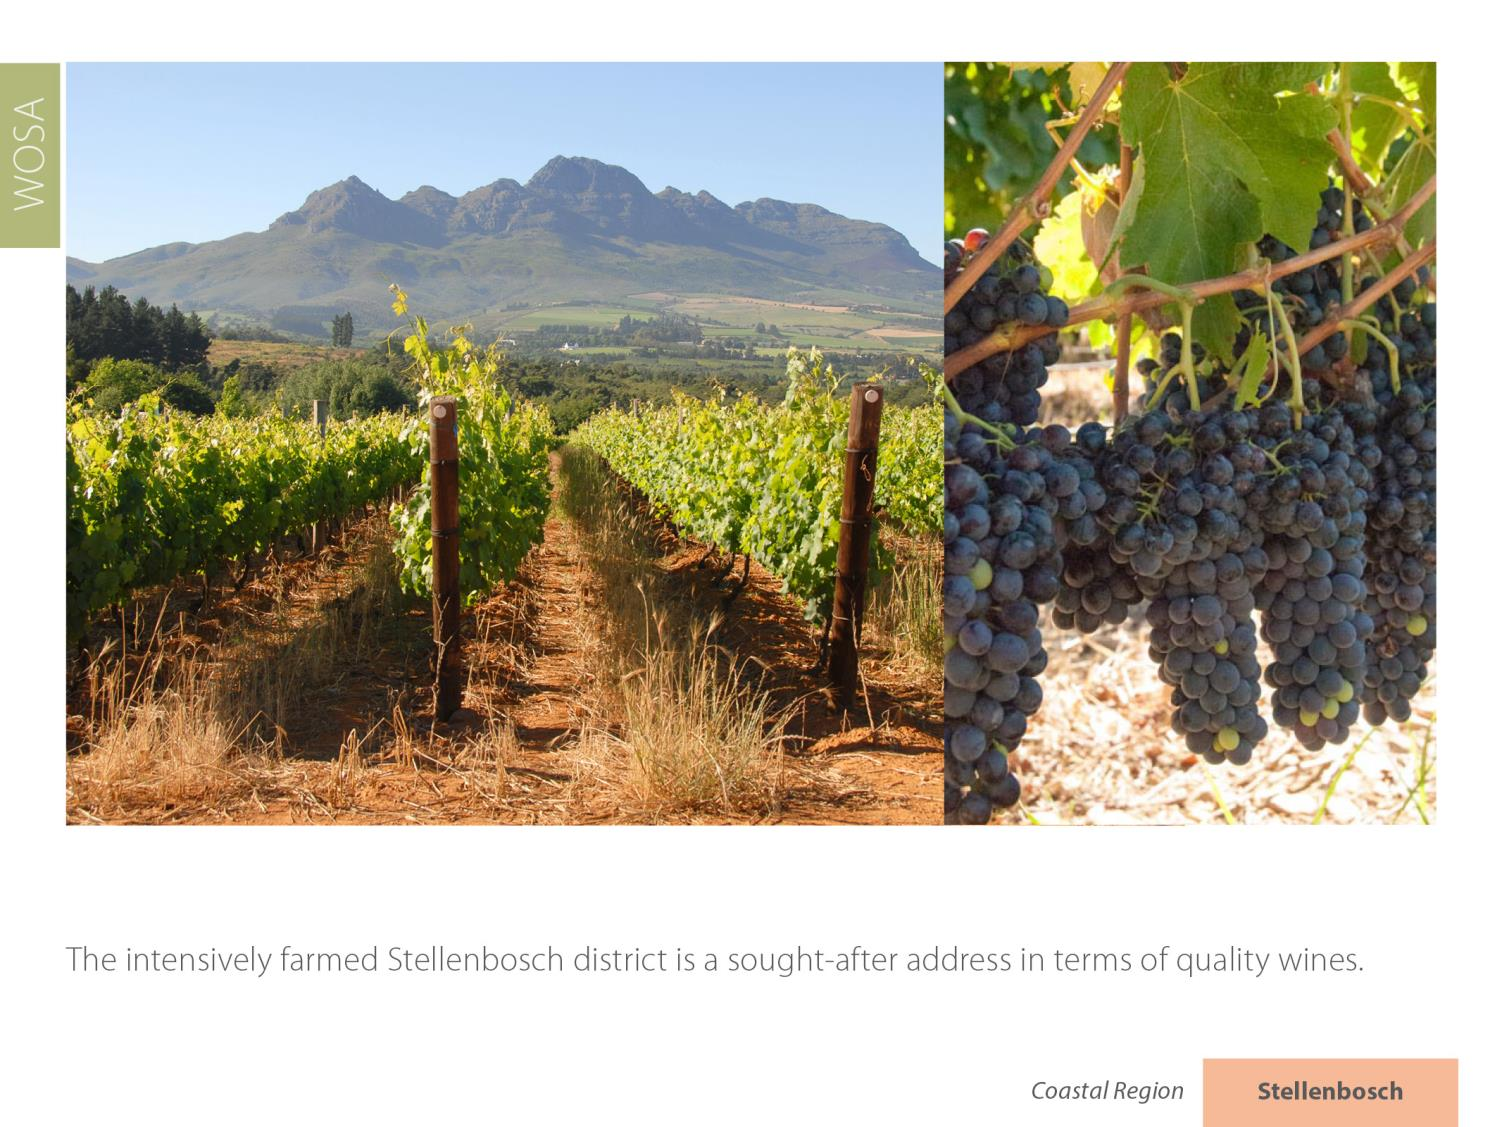 WOSA
The intensively farmed Stellenbosch district is a sought-after address in terms of quality wines.
Coastal Region
Stellenbosch